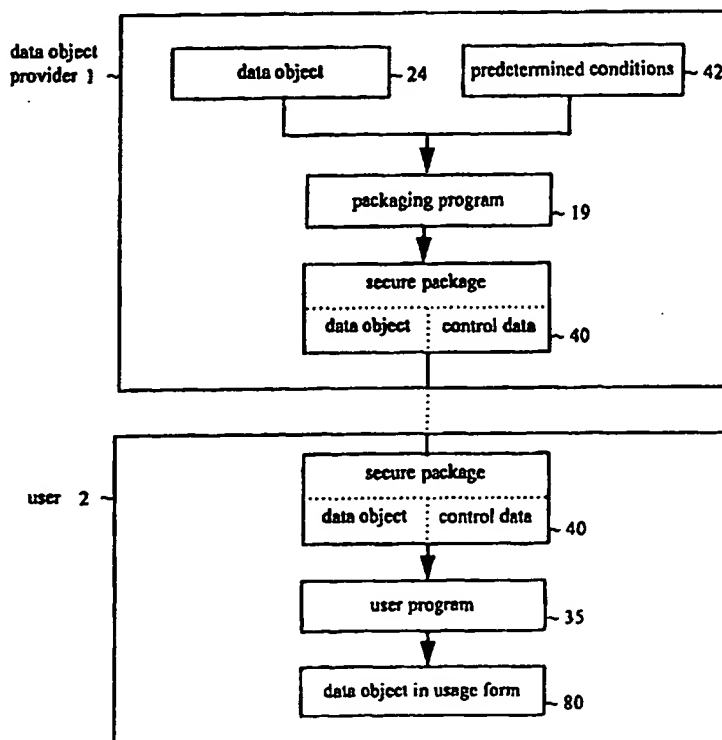 data object
provider 1
data object
24
predetermined conditions
42
packaging program
19
secure package
data object
control data
40
user 2
secure package
data object
control data
40
user program
35
data object in usage form
80